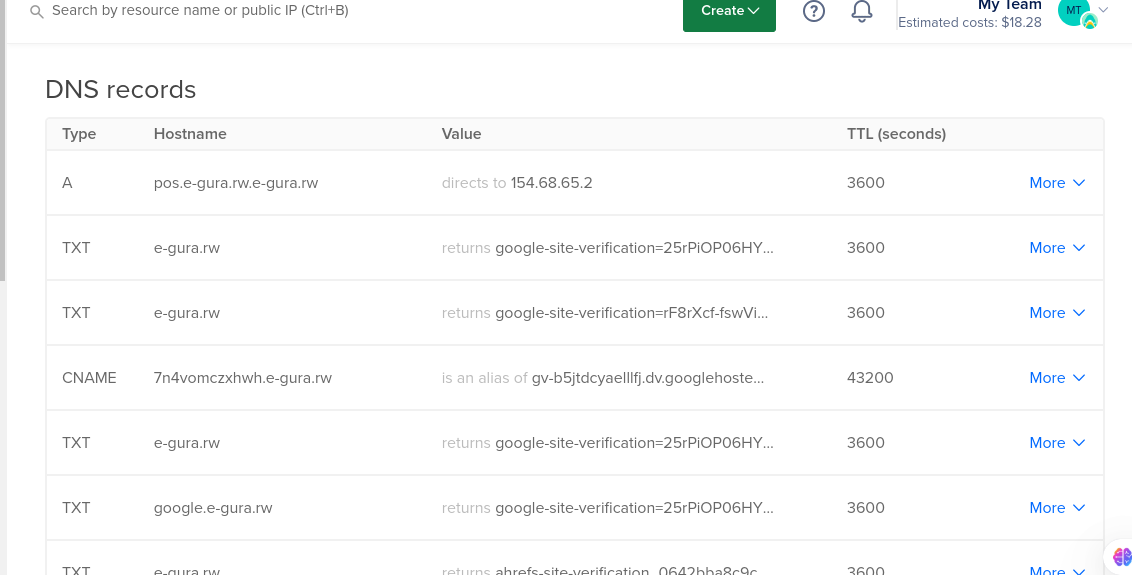 Search by resource name or public IP (Ctrl+B)
Create
My Team
Estimated costs: $18.28
MT
DNS records
Type Hostname Value TTL (seconds)
A pos.e-gura.rw.e-gura.rw directs to 154.68.65.2 3600 More
TXT e-gura.rw returns google-site-verification=25rPiOP06HY... 3600 More
TXT e-gura.rw returns google-site-verification=rF8rXcf-fswVi... 3600 More
CNAME 7n4vomczxhwh.e-gura.rw is an alias of gv-b5jtdcyaelllfj.dv.googlehoste... 43200 More
TXT e-gura.rw returns google-site-verification=25rPiOP06HY... 3600 More
TXT google.e-gura.rw returns google-site-verification=25rPiOP06HY... 3600 More
TXT e-gura.rw returns ahrefs-site-verification_0642bba8c9c... 3600 More